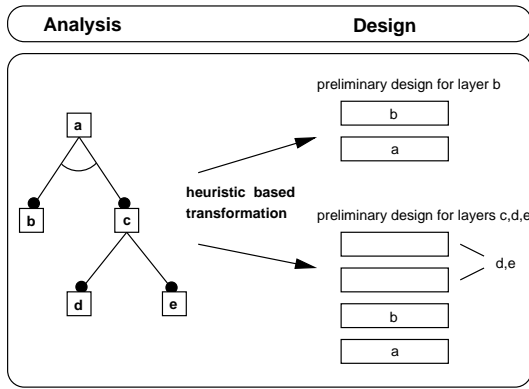 Analysis
Design
preliminary design for layer b
b
a
a
heuristic based
transformation
b
c
d
e
preliminary design for layers c,d,e
d,e
b
a